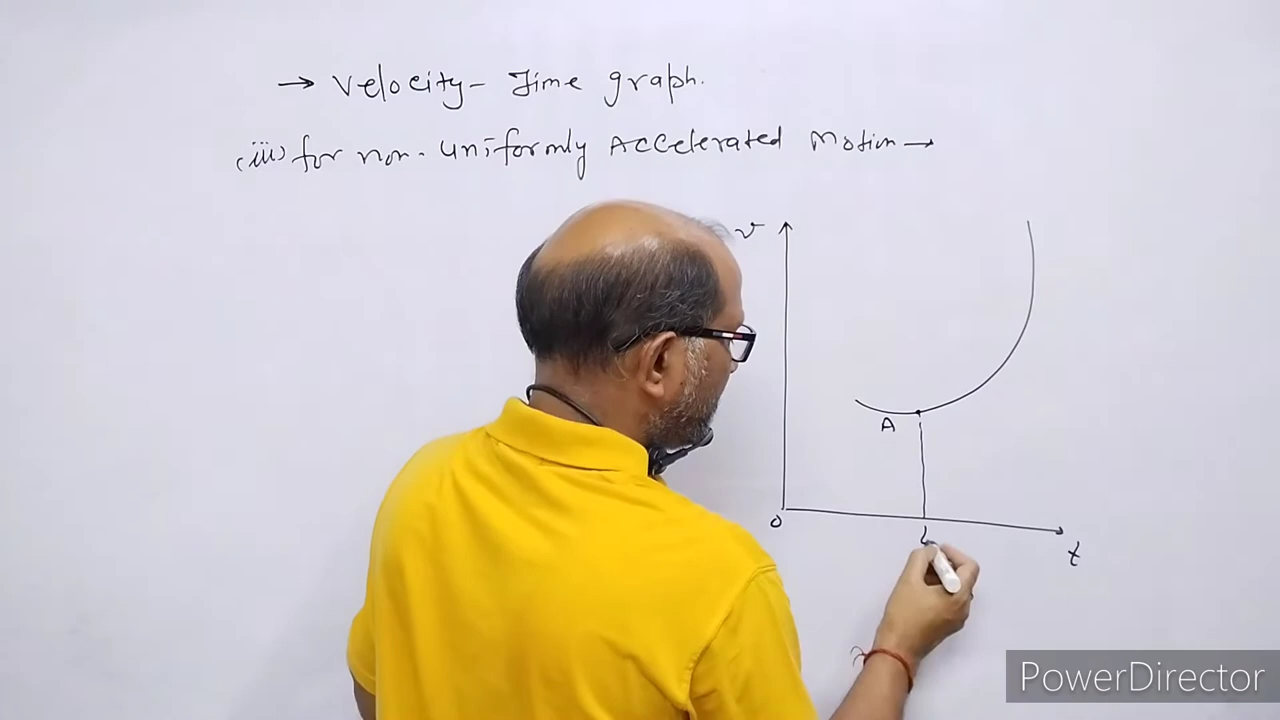 → Velocity- Time graph.
(iii) for non-uniformly Accelerated Motion →
v
A
o
t
PowerDirector